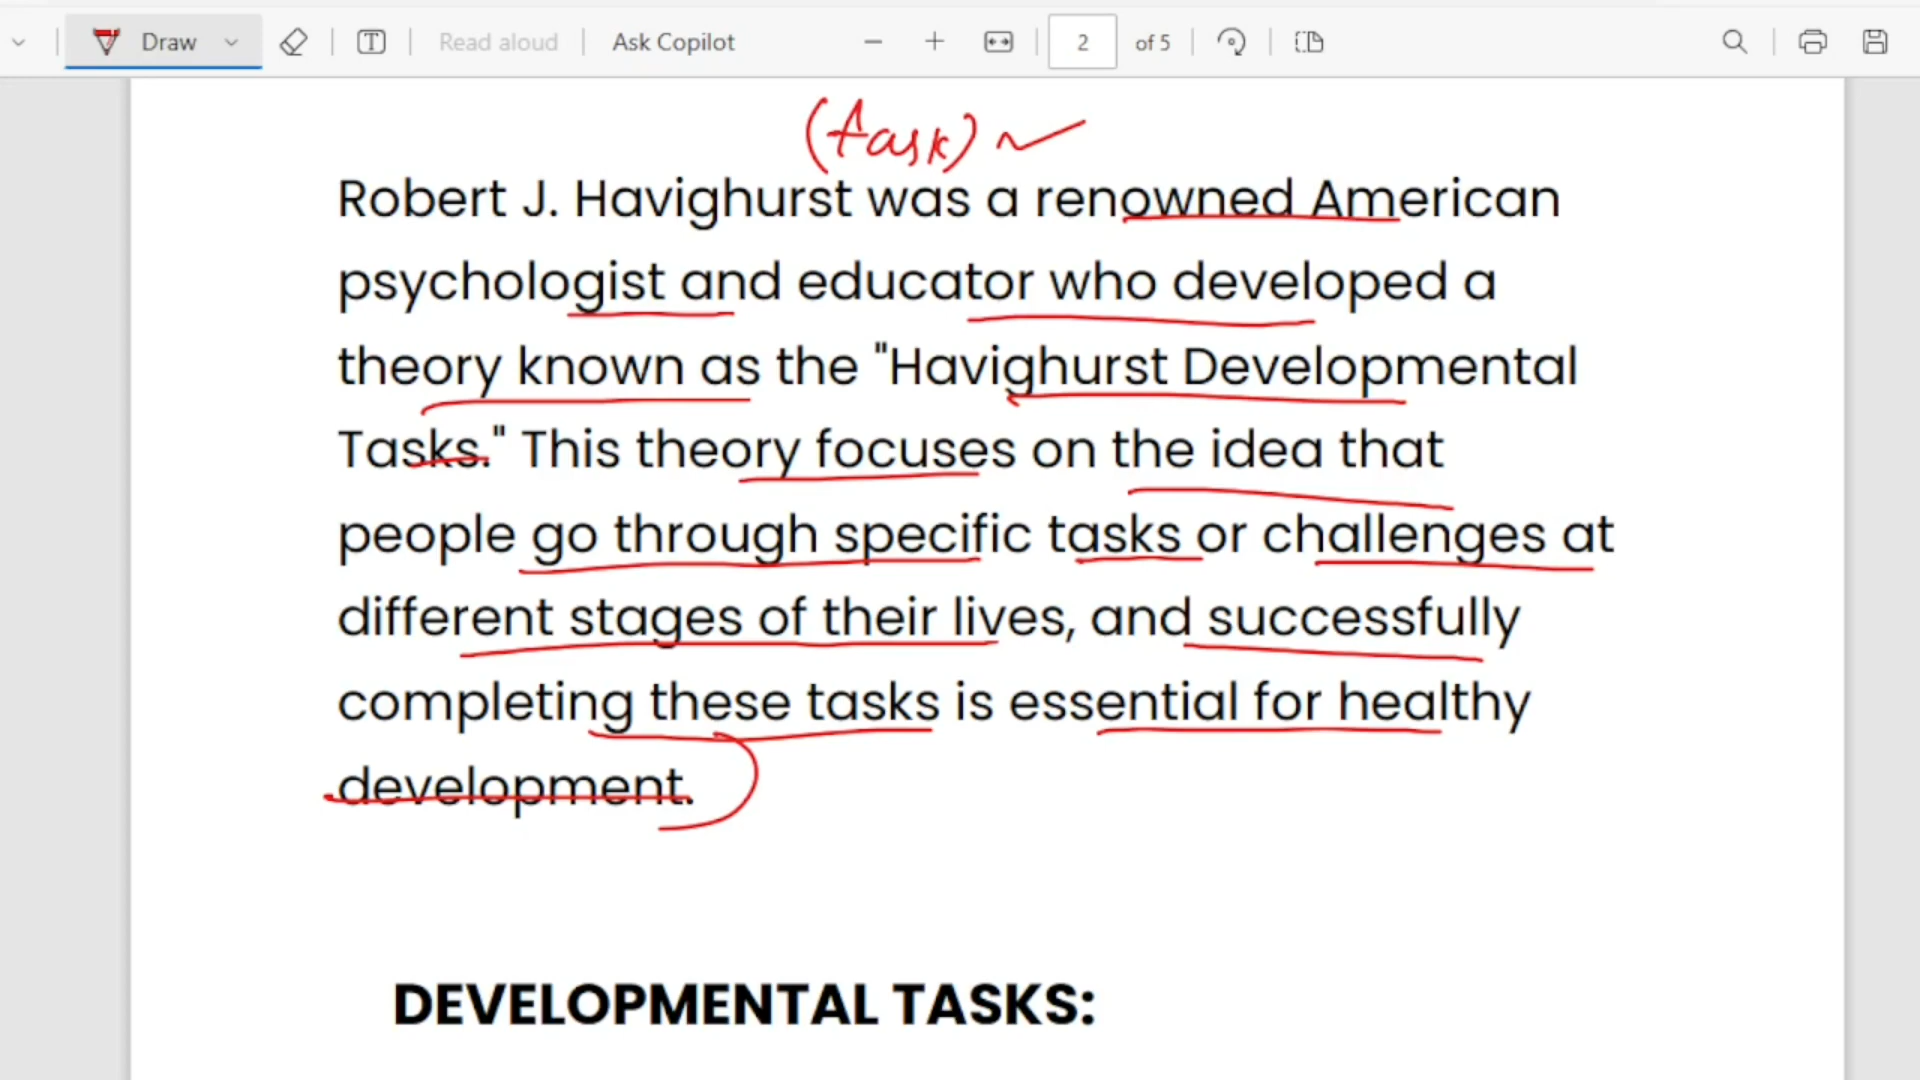 Draw
Read aloud
Ask Copilot
2
of 5
(task)
Robert J. Havighurst was a renowned American
psychologist and educator who developed a
theory known as the "Havighurst Developmental
Tasks." This theory focuses on the idea that
people go through specific tasks or challenges at
different stages of their lives, and successfully
completing these tasks is essential for healthy
development.
DEVELOPMENTAL TASKS: